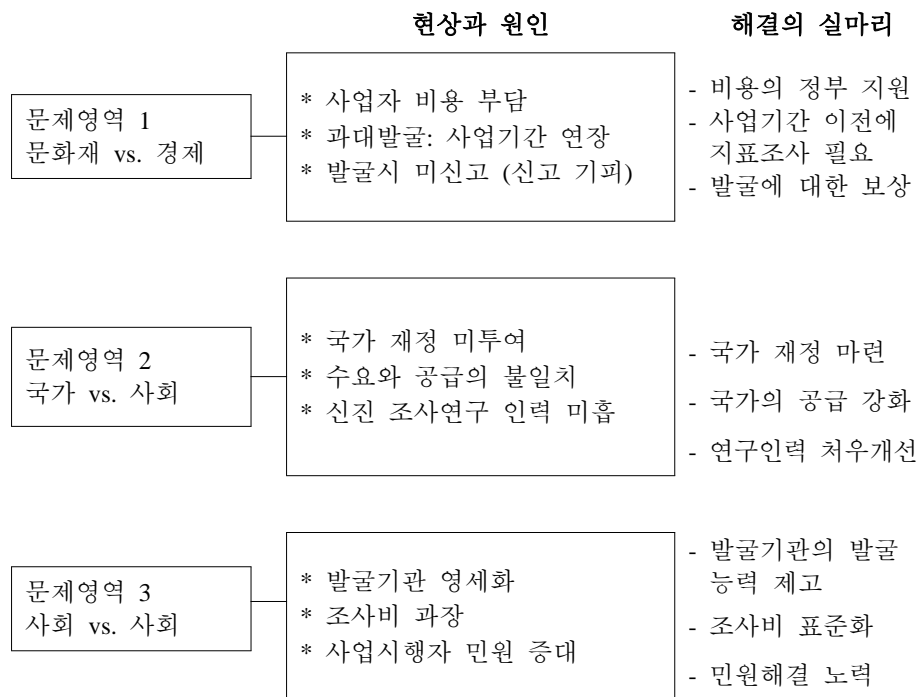 현상과 원인
해결의 실마리
문제영역 1
문화재 vs. 경제
* 사업자 비용 부담
* 과대발굴: 사업기간 연장
* 발굴시 미신고 (신고 기피)
- 비용의 정부 지원
- 사업기간 이전에
지표조사 필요
- 발굴에 대한 보상
문제영역 2
국가 vs. 사회
* 국가 재정 미투여
* 수요와 공급의 불일치
* 신진 조사연구 인력 미흡
- 국가 재정 마련
- 국가의 공급 강화
- 연구인력 처우개선
문제영역 3
사회 vs. 사회
* 발굴기관 영세화
* 조사비 과장
* 사업시행자 민원 증대
- 발굴기관의 발굴
능력 제고
- 조사비 표준화
- 민원해결 노력